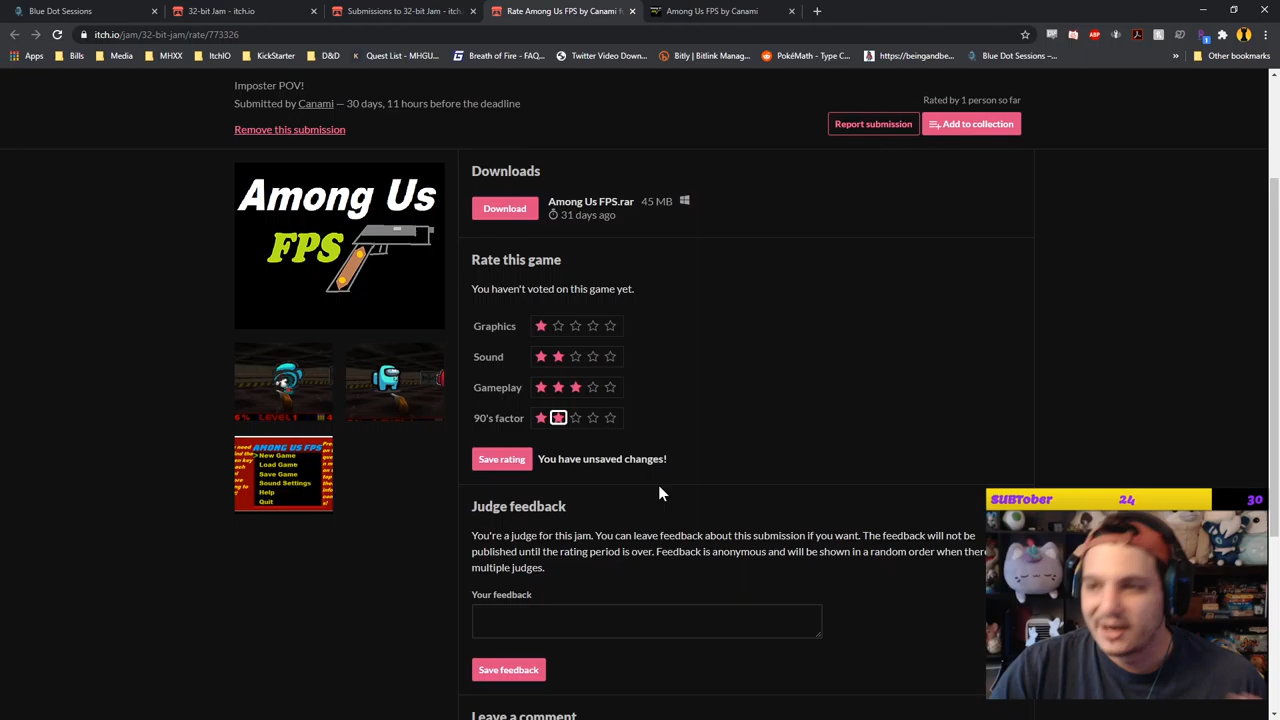 Blue Dot Sessions
32-bit Jam - itch.io
Submissions to 32-bit Jam - itch.
Rate Among Us FPS by Canami f
Among Us FPS by Canami
itch.io/jam/32-bit-jam/rate/773326
ABP
Apps
Bills
Media
MHXX
ItchIO
KickStarter
D&D
Quest List - MHGU...
Breath of Fire - FAQ...
Twitter Video Downl...
Bitly | Link Manag...
PokéMath - Type C...
https://beingandbe...
Blue Dot Sessions –...
»
Other bookmarks
Imposter POV!
Submitted by Canami — 30 days, 11 hours before the deadline
Rated by 1 person so far
Remove this submission
Report submission
Add to collection
Among Us
FPS
Downloads
Download
Among Us FPS.rar 45 MB
31 days ago
Rate this game
You haven't voted on this game yet.
Graphics
Sound
Gameplay
90's factor
LEVEL 1
AMONG US FPS
New Game
Load Game
Save Game
Sound Settings
Help
Quit
Save rating
You have unsaved changes!
Judge feedback
You're a judge for this jam. You can leave feedback about this submission if you want. The feedback will not be
published until the rating period is over. Feedback is anonymous and will be shown in a random order when there
multiple judges.
Your feedback
Save feedback
Leave a comment
SUBTober 24 30